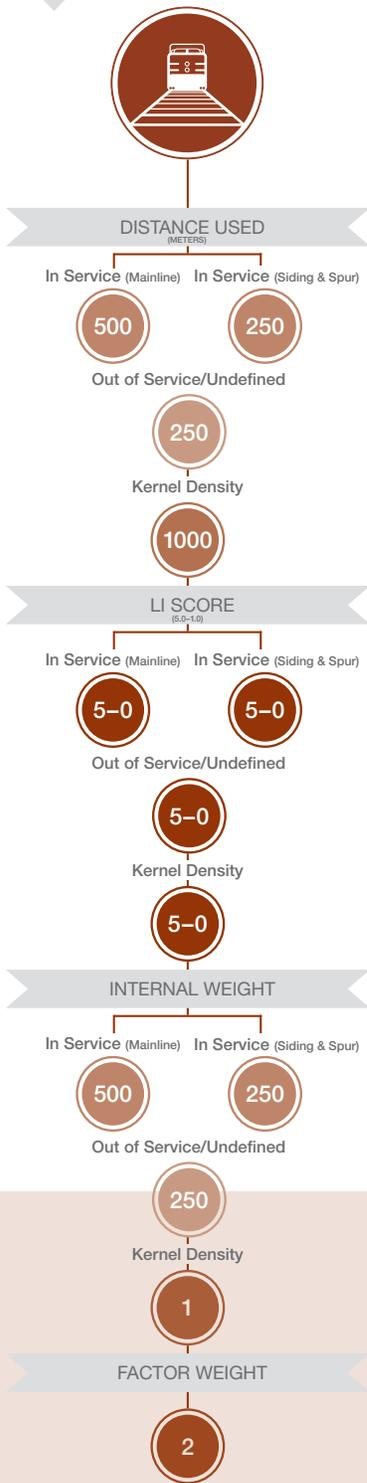 DISTANCE USED
(METERS)
In Service (Mainline) In Service (Siding & Spur)
500 250
Out of Service/Undefined
250
Kernel Density
1000
LI SCORE
(5.0–1.0)
In Service (Mainline) In Service (Siding & Spur)
5–0 5–0
Out of Service/Undefined
5–0
Kernel Density
5–0
INTERNAL WEIGHT
In Service (Mainline) In Service (Siding & Spur)
500 250
Out of Service/Undefined
250
Kernel Density
1
FACTOR WEIGHT
2